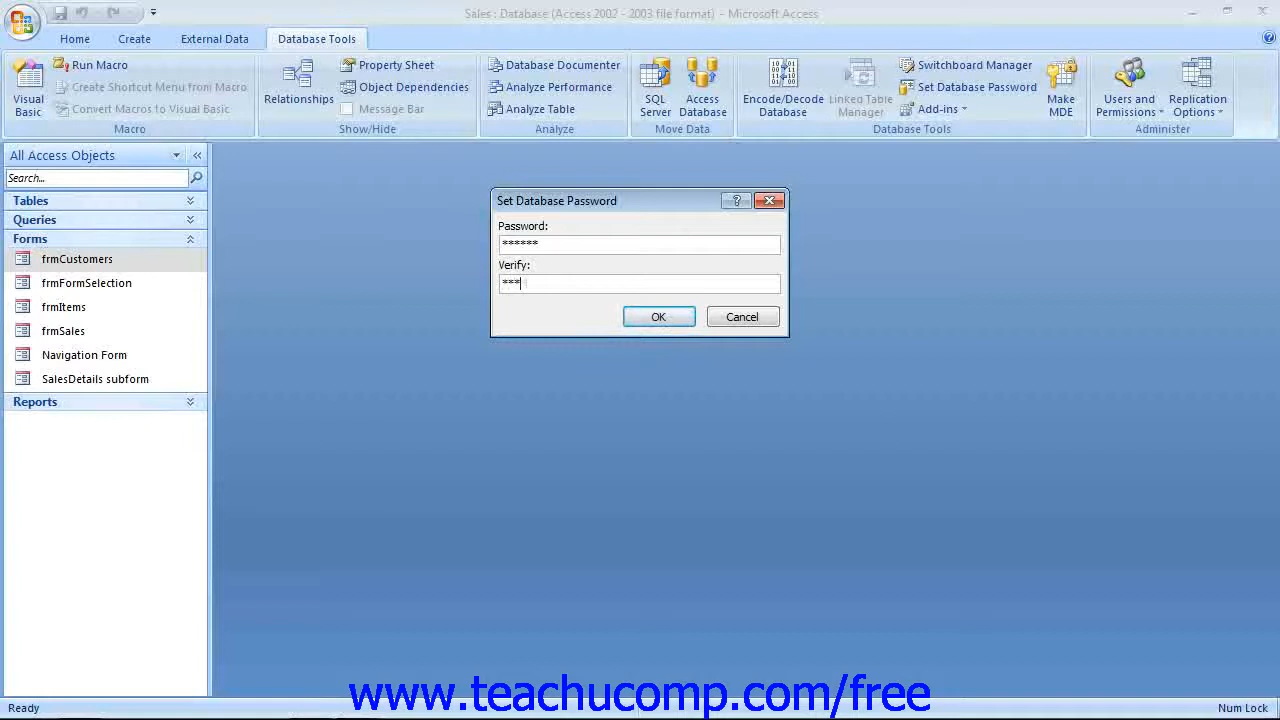 Sales : Database (Access 2002 - 2003 file format) - Microsoft Access
Home Create External Data Database Tools
Visual Basic
Run Macro
Create Shortcut Menu from Macro
Convert Macros to Visual Basic
Macro
Relationships
Property Sheet
Object Dependencies
Message Bar
Show/Hide
Database Documenter
Analyze Performance
Analyze Table
Analyze
SQL Server
Access Database
Move Data
Encode/Decode Database
Linked Table Manager
Switchboard Manager
Set Database Password
Add-ins
Make MDE
Database Tools
Users and Permissions
Replication Options
Administer
All Access Objects
Search...
Tables
Queries
Forms
frmCustomers
frmFormSelection
frmItems
frmSales
Navigation Form
SalesDetails subform
Reports
Set Database Password
Password:
******
Verify:
***
OK Cancel
www.teachucomp.com/free
Ready Num Lock